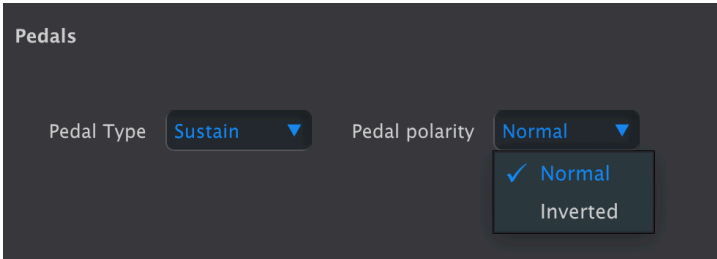 Pedals
Pedal Type Sustain Pedal polarity Normal
Normal
Inverted